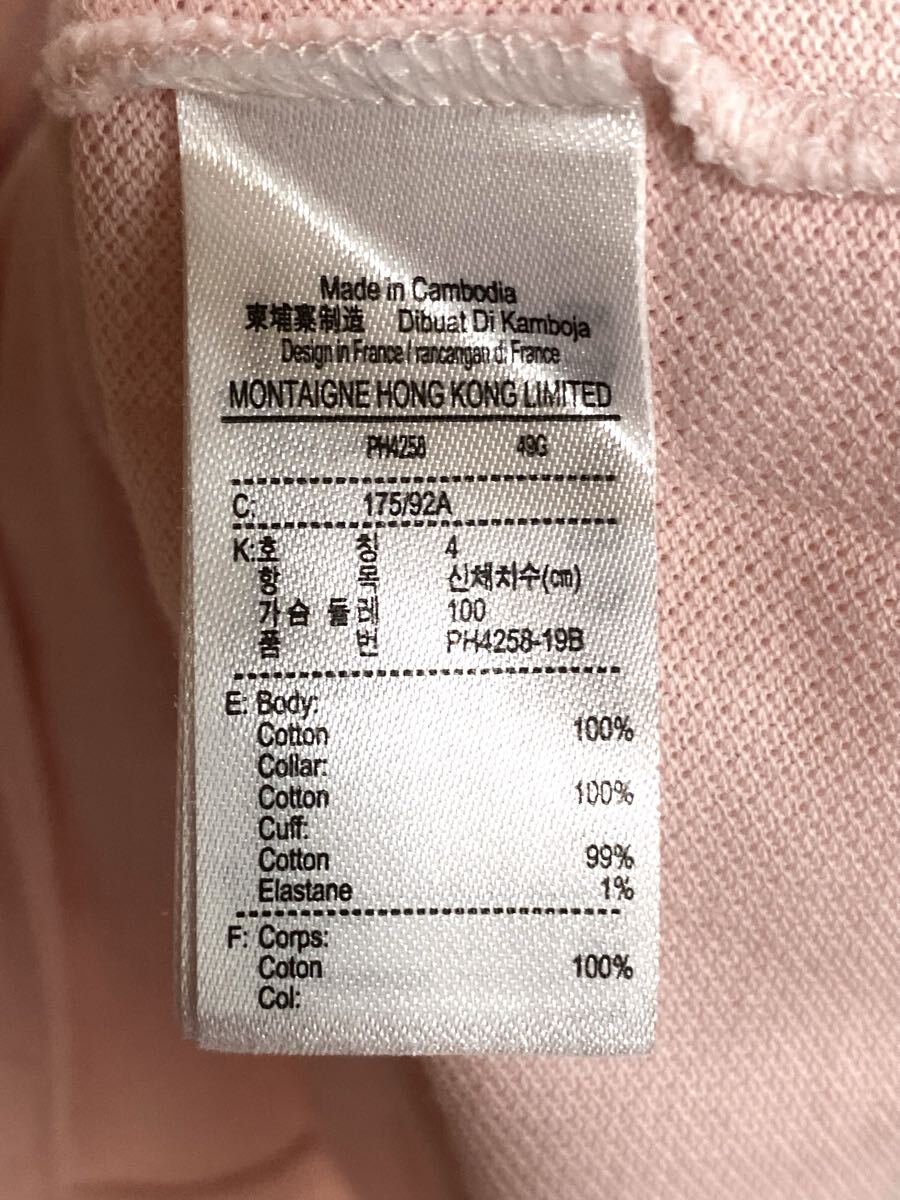 Made in Cambodia
柬埔寨制造 Dibuat Di Kamboja
Design in France / rancangan di France
MONTAIGNE HONG KONG LIMITED
PH4258 49G
C: 175/92A
K:호 칭 4
항 목 신체치수(cm)
가슴 둘레 100
품 번 PH4258-19B
E: Body:
Cotton 100%
Collar:
Cotton 100%
Cuff:
Cotton 99%
Elastane 1%
F: Corps:
Coton 100%
Col: